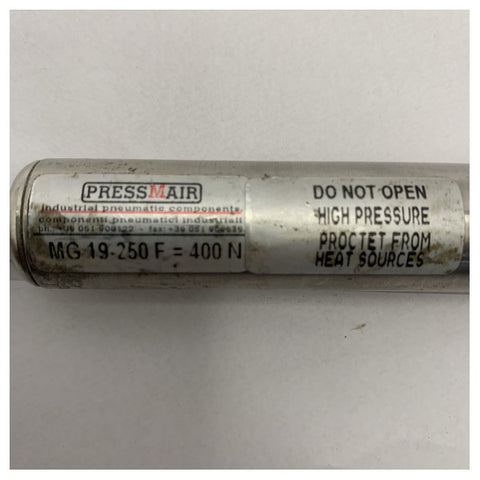 PRESSMAIR
industrial pneumatic components
componenti pneumatici industriali
MG 19-250 F = 400 N
DO NOT OPEN
HIGH PRESSURE
PROCTET FROM
HEAT SOURCES